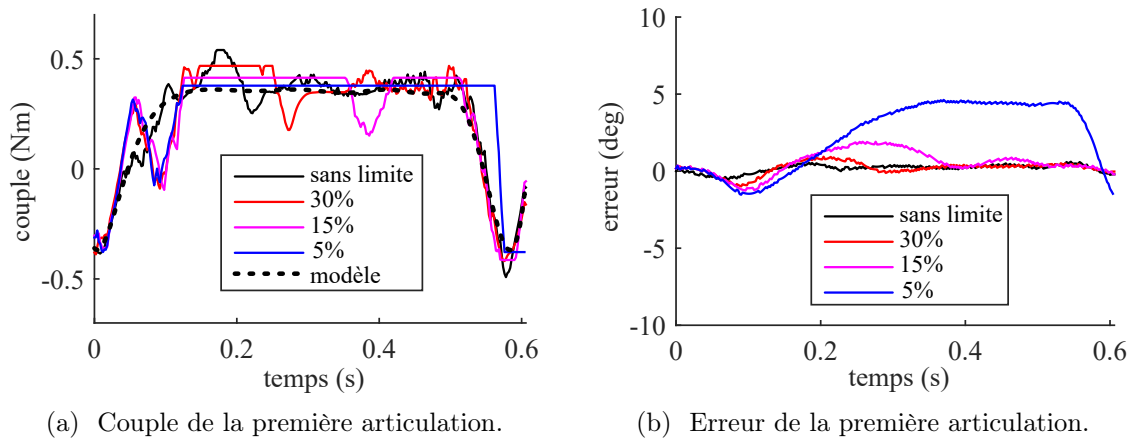 couple (Nm)
0.5
0
-0.5
sans limite
30%
15%
5%
modèle
0
0.2
0.4
0.6
temps (s)
(a) Couple de la première articulation.
erreur (deg)
10
5
0
-5
-10
sans limite
30%
15%
5%
0
0.2
0.4
0.6
temps (s)
(b) Erreur de la première articulation.